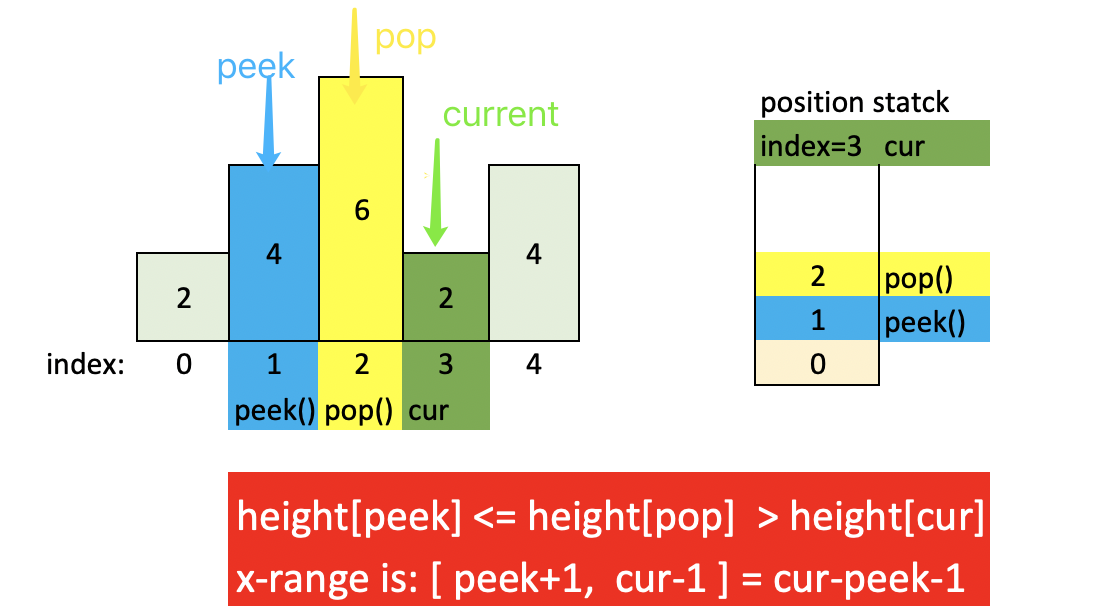 pop
peek
current
6
4
4
2
2
index: 0 1 2 3 4
peek() pop() cur
position statck
index=3 cur
2 pop()
1 peek()
0
height[peek] <= height[pop] > height[cur]
x-range is: [ peek+1, cur-1 ] = cur-peek-1